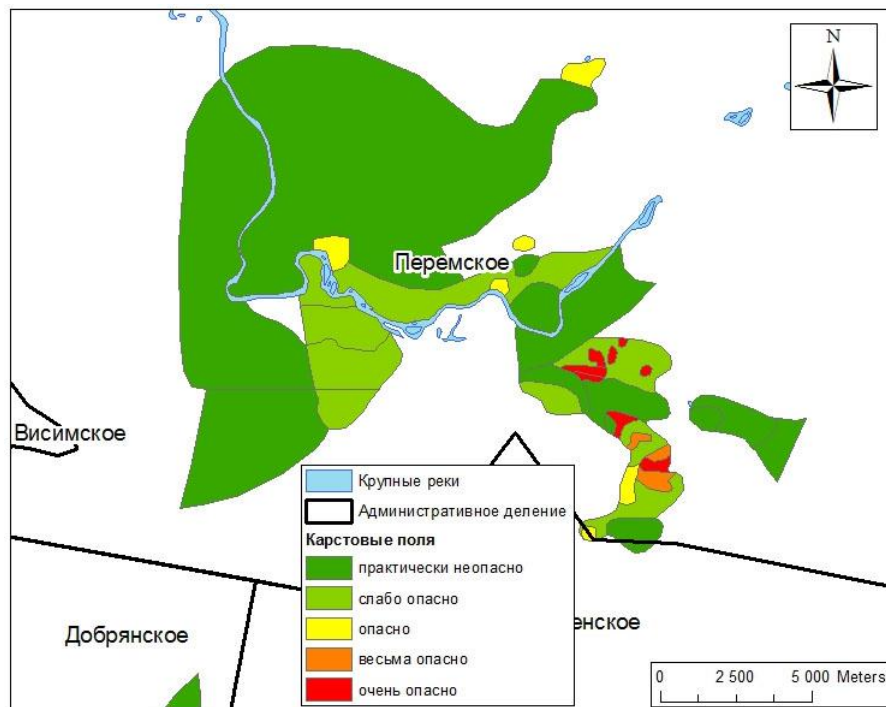 N
Перемское
Висимское
Крупные реки
Административное деление
Карстовые поля
практически неопасно
слабо опасно
опасно
весьма опасно
очень опасно
Добрянское
енское
0 2 500 5 000 Meters